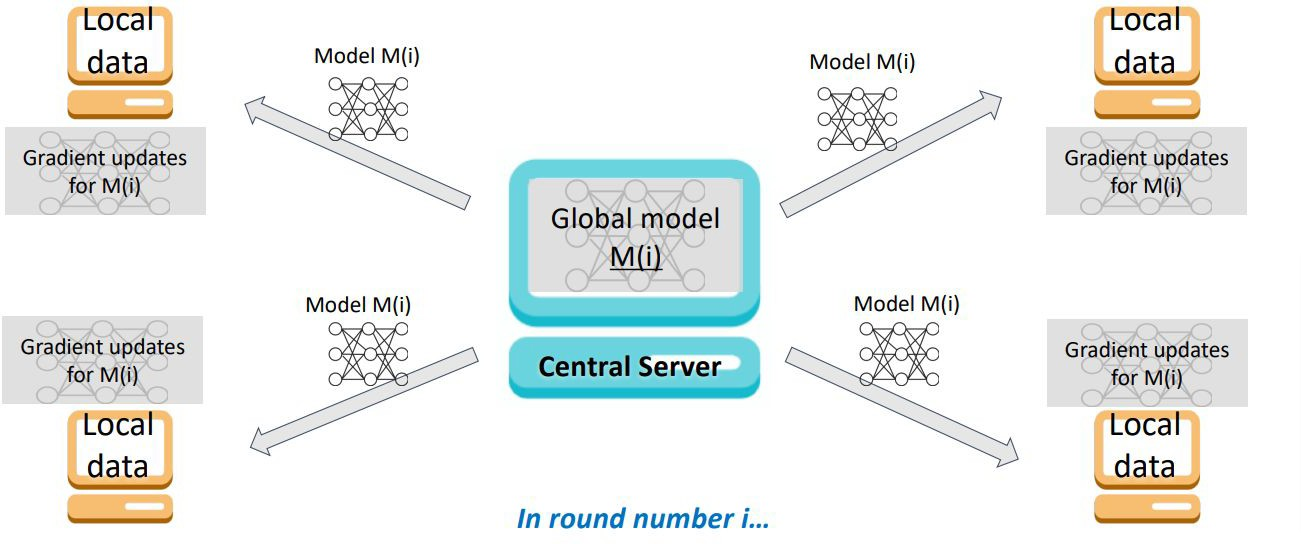 Local
data
Gradient updates
for M(i)
Model M(i)
Model M(i)
Local
data
Gradient updates
for M(i)
Global model
M(i)
Central Server
Gradient updates
for M(i)
Local
data
Model M(i)
Model M(i)
Gradient updates
for M(i)
Local
data
In round number i...